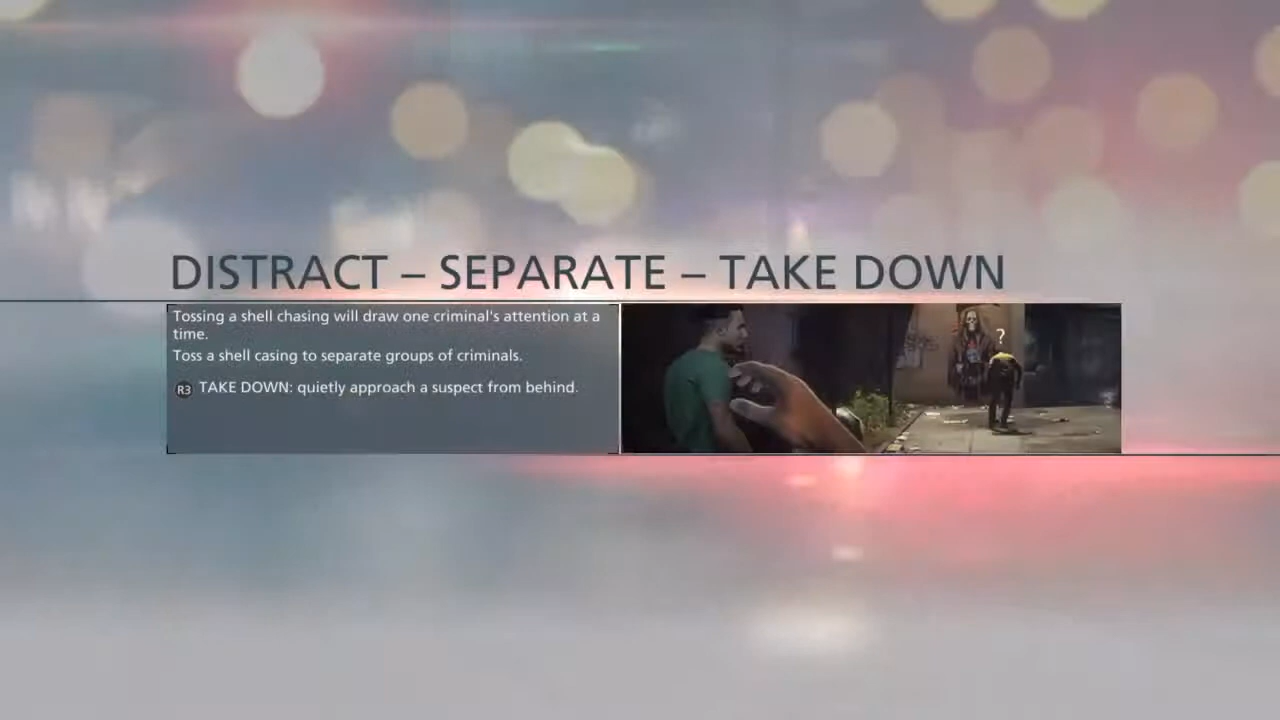 DISTRACT – SEPARATE – TAKE DOWN
Tossing a shell chasing will draw one criminal's attention at a
time.
Toss a shell casing to separate groups of criminals.
R3 TAKE DOWN: quietly approach a suspect from behind.
?